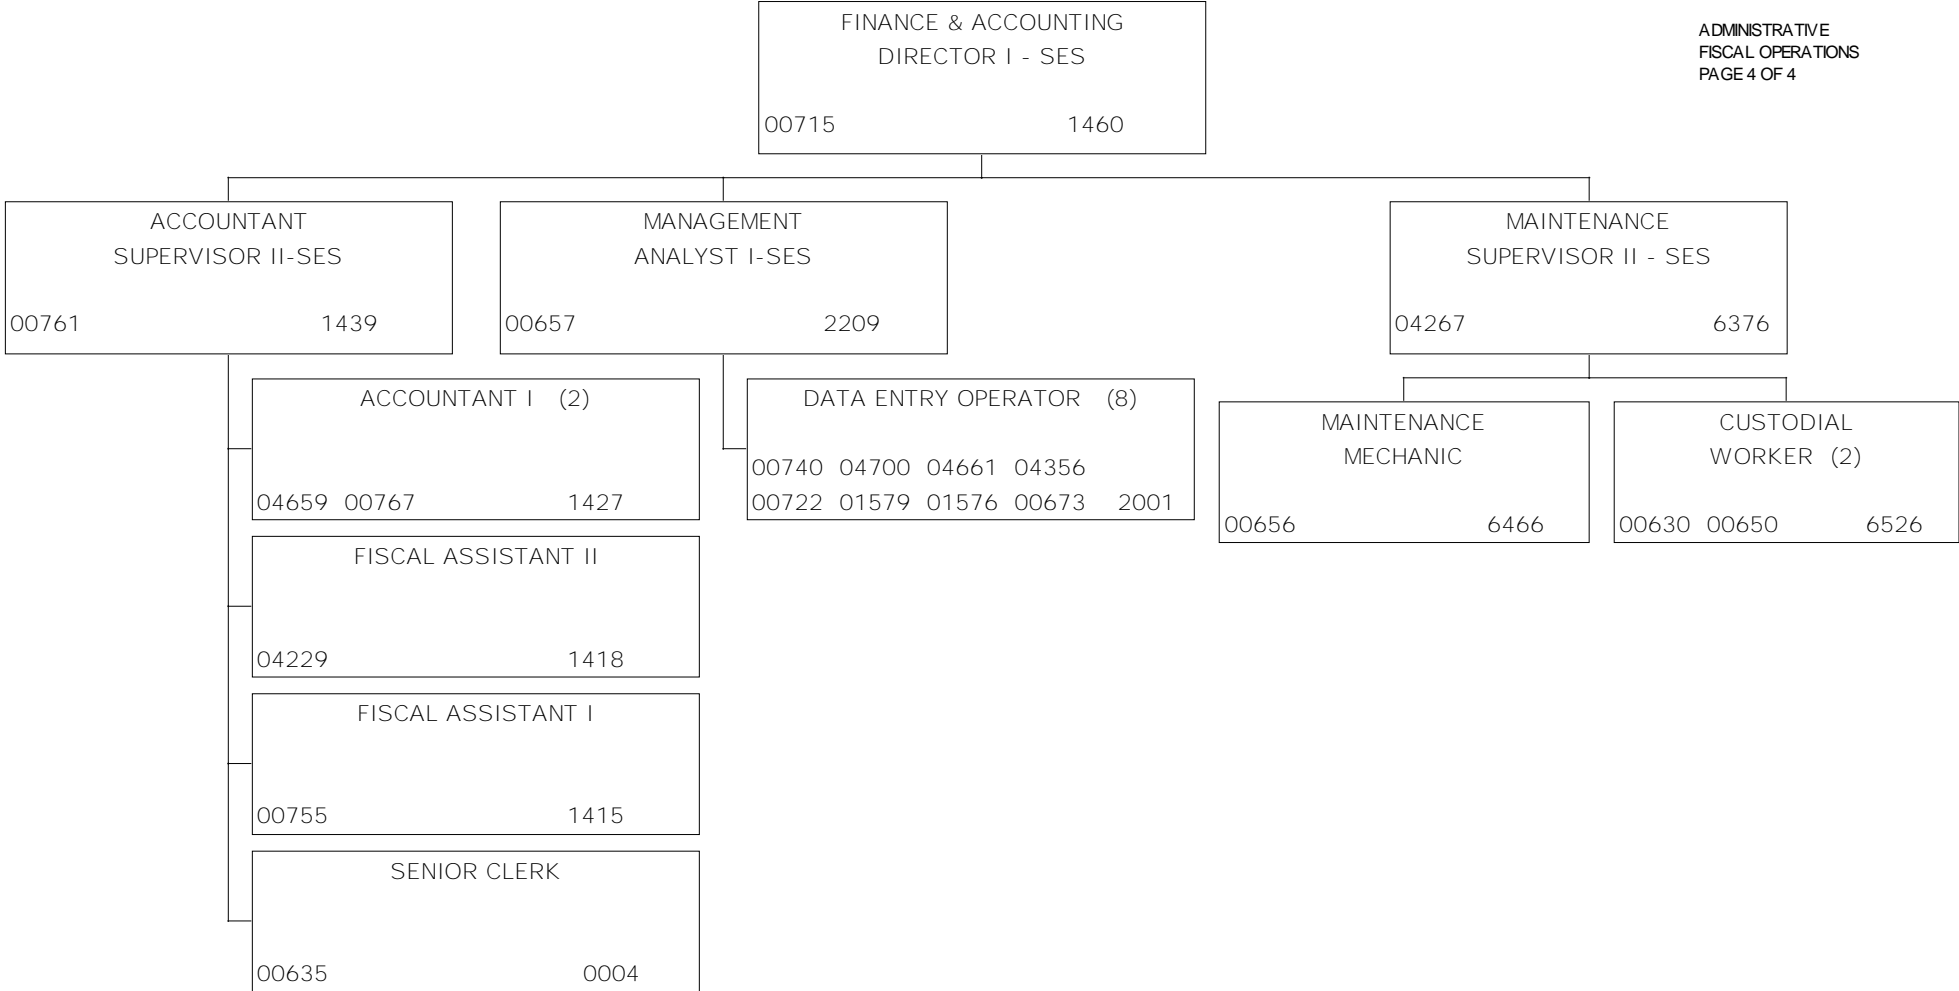 FINANCE & ACCOUNTING
DIRECTOR I - SES
00715 1460
ADMINISTRATIVE
FISCAL OPERATIONS
PAGE 4 OF 4
ACCOUNTANT
SUPERVISOR II-SES
00761 1439
MANAGEMENT
ANALYST I-SES
00657 2209
MAINTENANCE
SUPERVISOR II - SES
04267 6376
ACCOUNTANT I (2)
04659 00767 1427
FISCAL ASSISTANT II
04229 1418
FISCAL ASSISTANT I
00755 1415
SENIOR CLERK
00635 0004
DATA ENTRY OPERATOR (8)
00740 04700 04661 04356
00722 01579 01576 00673 2001
MAINTENANCE
MECHANIC
00656 6466
CUSTODIAL
WORKER (2)
00630 00650 6526